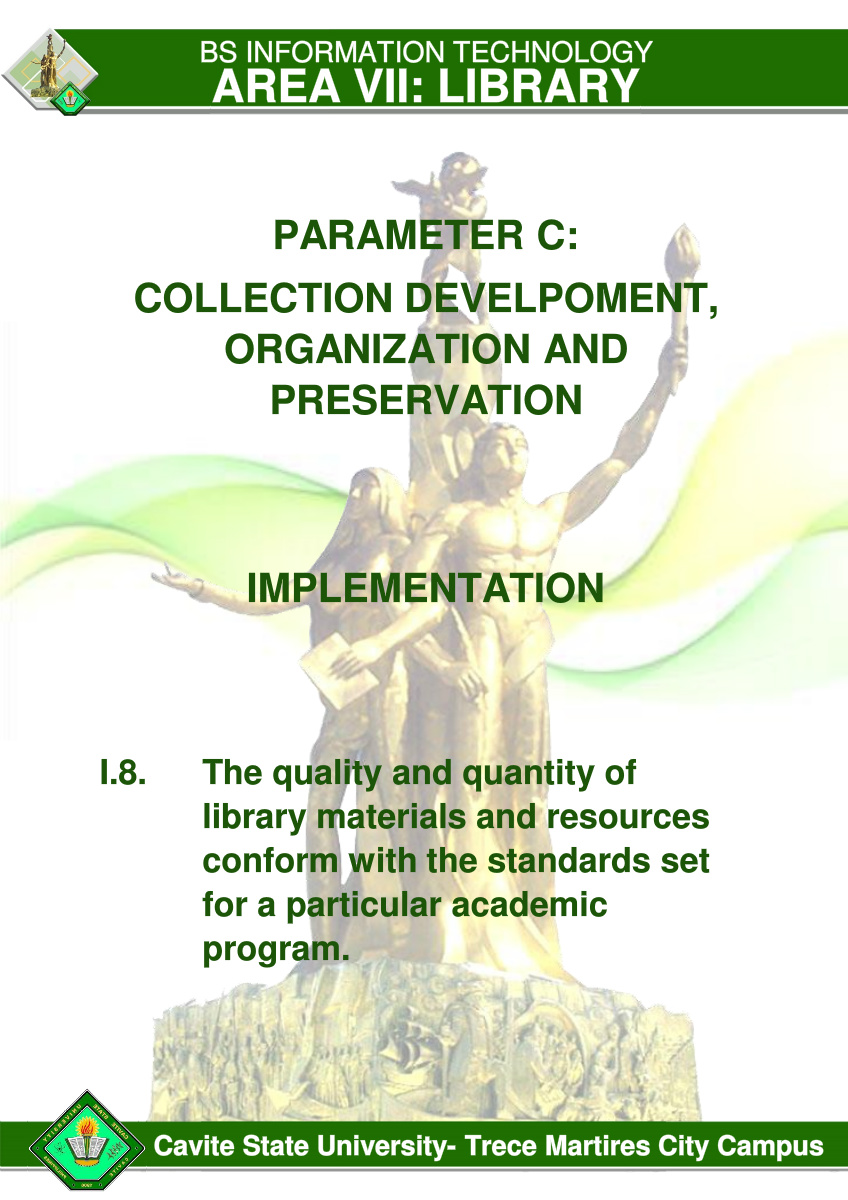 BS INFORMATION TECHNOLOGY
AREA VII: LIBRARY
PARAMETER C:
COLLECTION DEVELPOMENT,
ORGANIZATION AND
PRESERVATION
IMPLEMENTATION
I.8. The quality and quantity of
library materials and resources
conform with the standards set
for a particular academic
program.
Cavite State University- Trece Martires City Campus